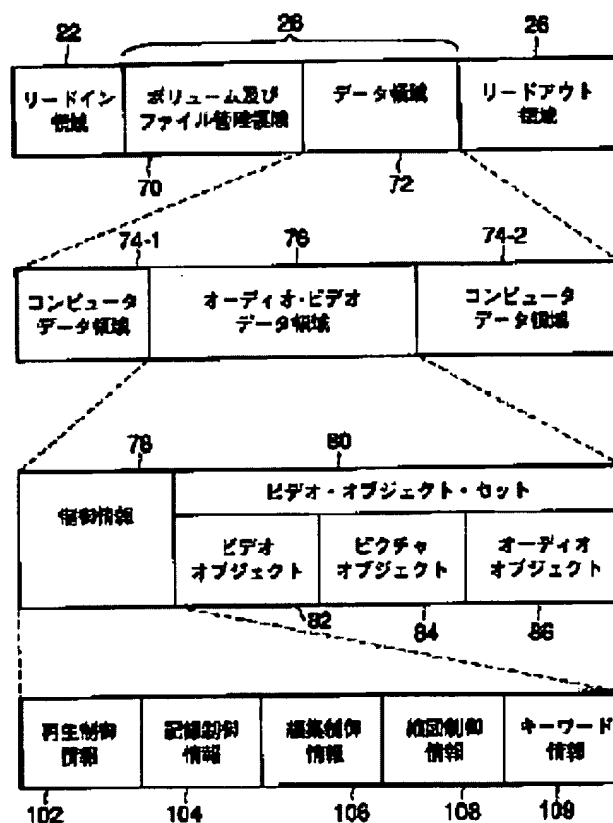 22 28 26
リードイン領域 ボリューム及びファイル管理領域 データ領域 リードアウト領域
70 72
74-1 76 74-2
コンピュータデータ領域 オーディオ・ビデオデータ領域 コンピュータデータ領域
78 80
制御情報 ビデオ・オブジェクト・セット
ビデオオブジェクト ピクチャオブジェクト オーディオオブジェクト
82 84 86
再生制御情報 記録制御情報 編集制御情報 縮図制御情報 キーワード情報
102 104 106 108 109